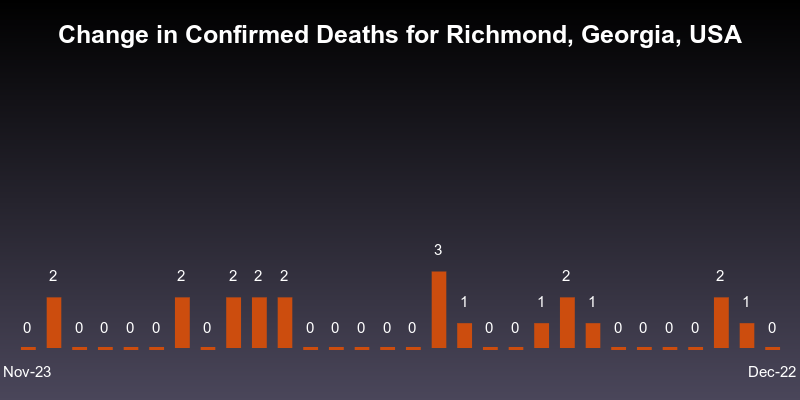 Change in Confirmed Deaths for Richmond, Georgia, USA
0 2 0 0 0 0 2 0 2 2 2 0 0 0 0 0 3 1 0 0 1 2 1 0 0 0 0 2 1 0
Nov-23 Dec-22